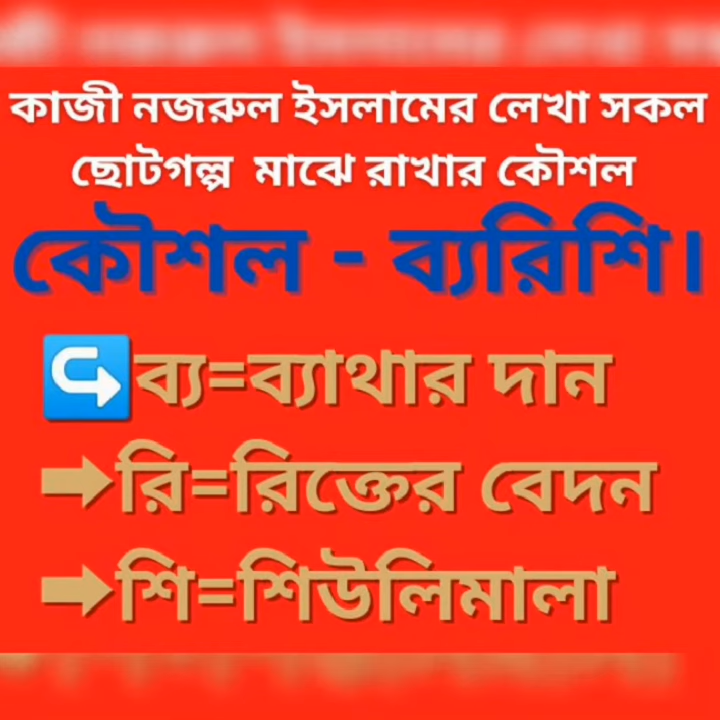 কাজী নজরুল ইসলামের লেখা সকল
ছোটগল্প মাঝে রাখার কৌশল
কৌশল - ব্যরিশি।
↪ব্য=ব্যাথার দান
➡রি=রিক্তের বেদন
➡শি=শিউলিমালা